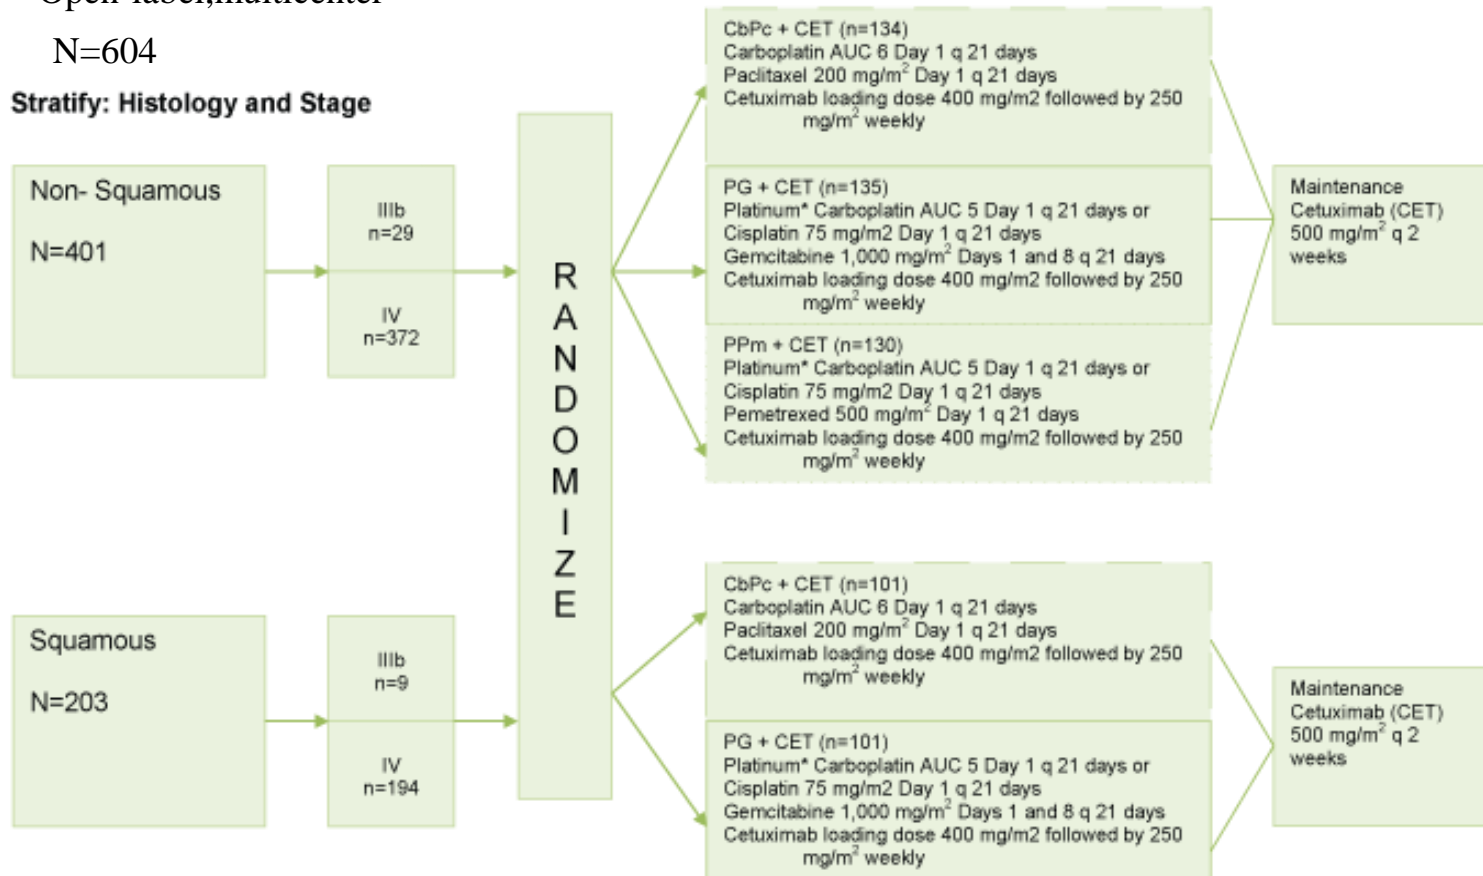 Open-label,multicenter
N=604
Stratify: Histology and Stage
Non- Squamous
N=401
IIIb
n=29
IV
n=372
RANDOMIZE
CbPc + CET (n=134)
Carboplatin AUC 6 Day 1 q 21 days
Paclitaxel 200 mg/m² Day 1 q 21 days
Cetuximab loading dose 400 mg/m2 followed by 250
mg/m² weekly
PG + CET (n=135)
Platinum* Carboplatin AUC 5 Day 1 q 21 days or
Cisplatin 75 mg/m2 Day 1 q 21 days
Gemcitabine 1,000 mg/m² Days 1 and 8 q 21 days
Cetuximab loading dose 400 mg/m2 followed by 250
mg/m² weekly
PPm + CET (n=130)
Platinum* Carboplatin AUC 5 Day 1 q 21 days or
Cisplatin 75 mg/m2 Day 1 q 21 days
Pemetrexed 500 mg/m² Day 1 q 21 days
Cetuximab loading dose 400 mg/m2 followed by 250
mg/m² weekly
Maintenance
Cetuximab (CET)
500 mg/m² q 2
weeks
Squamous
N=203
IIIb
n=9
IV
n=194
CbPc + CET (n=101)
Carboplatin AUC 6 Day 1 q 21 days
Paclitaxel 200 mg/m² Day 1 q 21 days
Cetuximab loading dose 400 mg/m2 followed by 250
mg/m² weekly
PG + CET (n=101)
Platinum* Carboplatin AUC 5 Day 1 q 21 days or
Cisplatin 75 mg/m2 Day 1 q 21 days
Gemcitabine 1,000 mg/m² Days 1 and 8 q 21 days
Cetuximab loading dose 400 mg/m2 followed by 250
mg/m² weekly
Maintenance
Cetuximab (CET)
500 mg/m² q 2
weeks